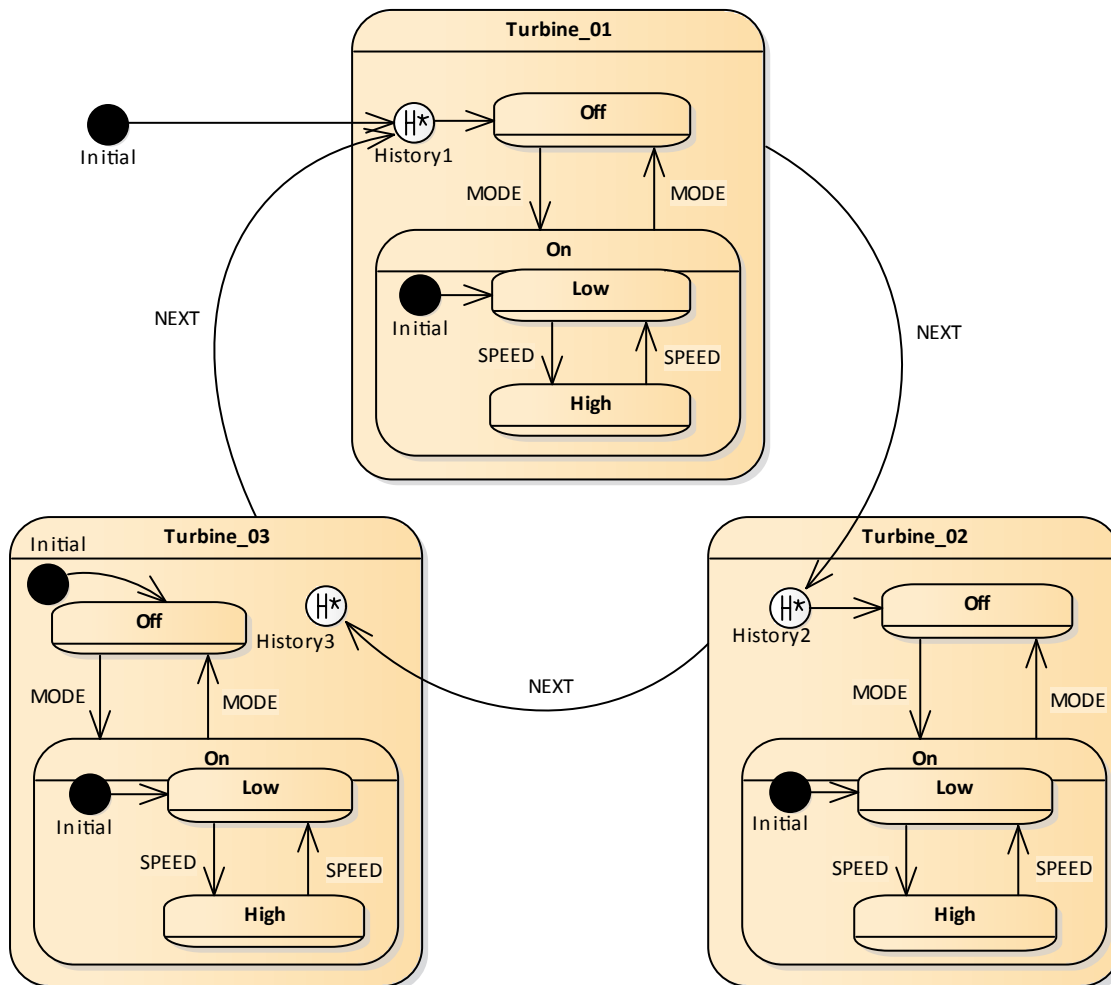 Turbine_01
Off
H*
Initial
History1
MODE
MODE
On
Low
Initial
NEXT
NEXT
SPEED
SPEED
High
Turbine_03
Initial
Off
H*
History3
MODE
MODE
On
Low
Initial
SPEED
SPEED
High
NEXT
Turbine_02
Off
H*
History2
MODE
MODE
On
Low
Initial
SPEED
SPEED
High